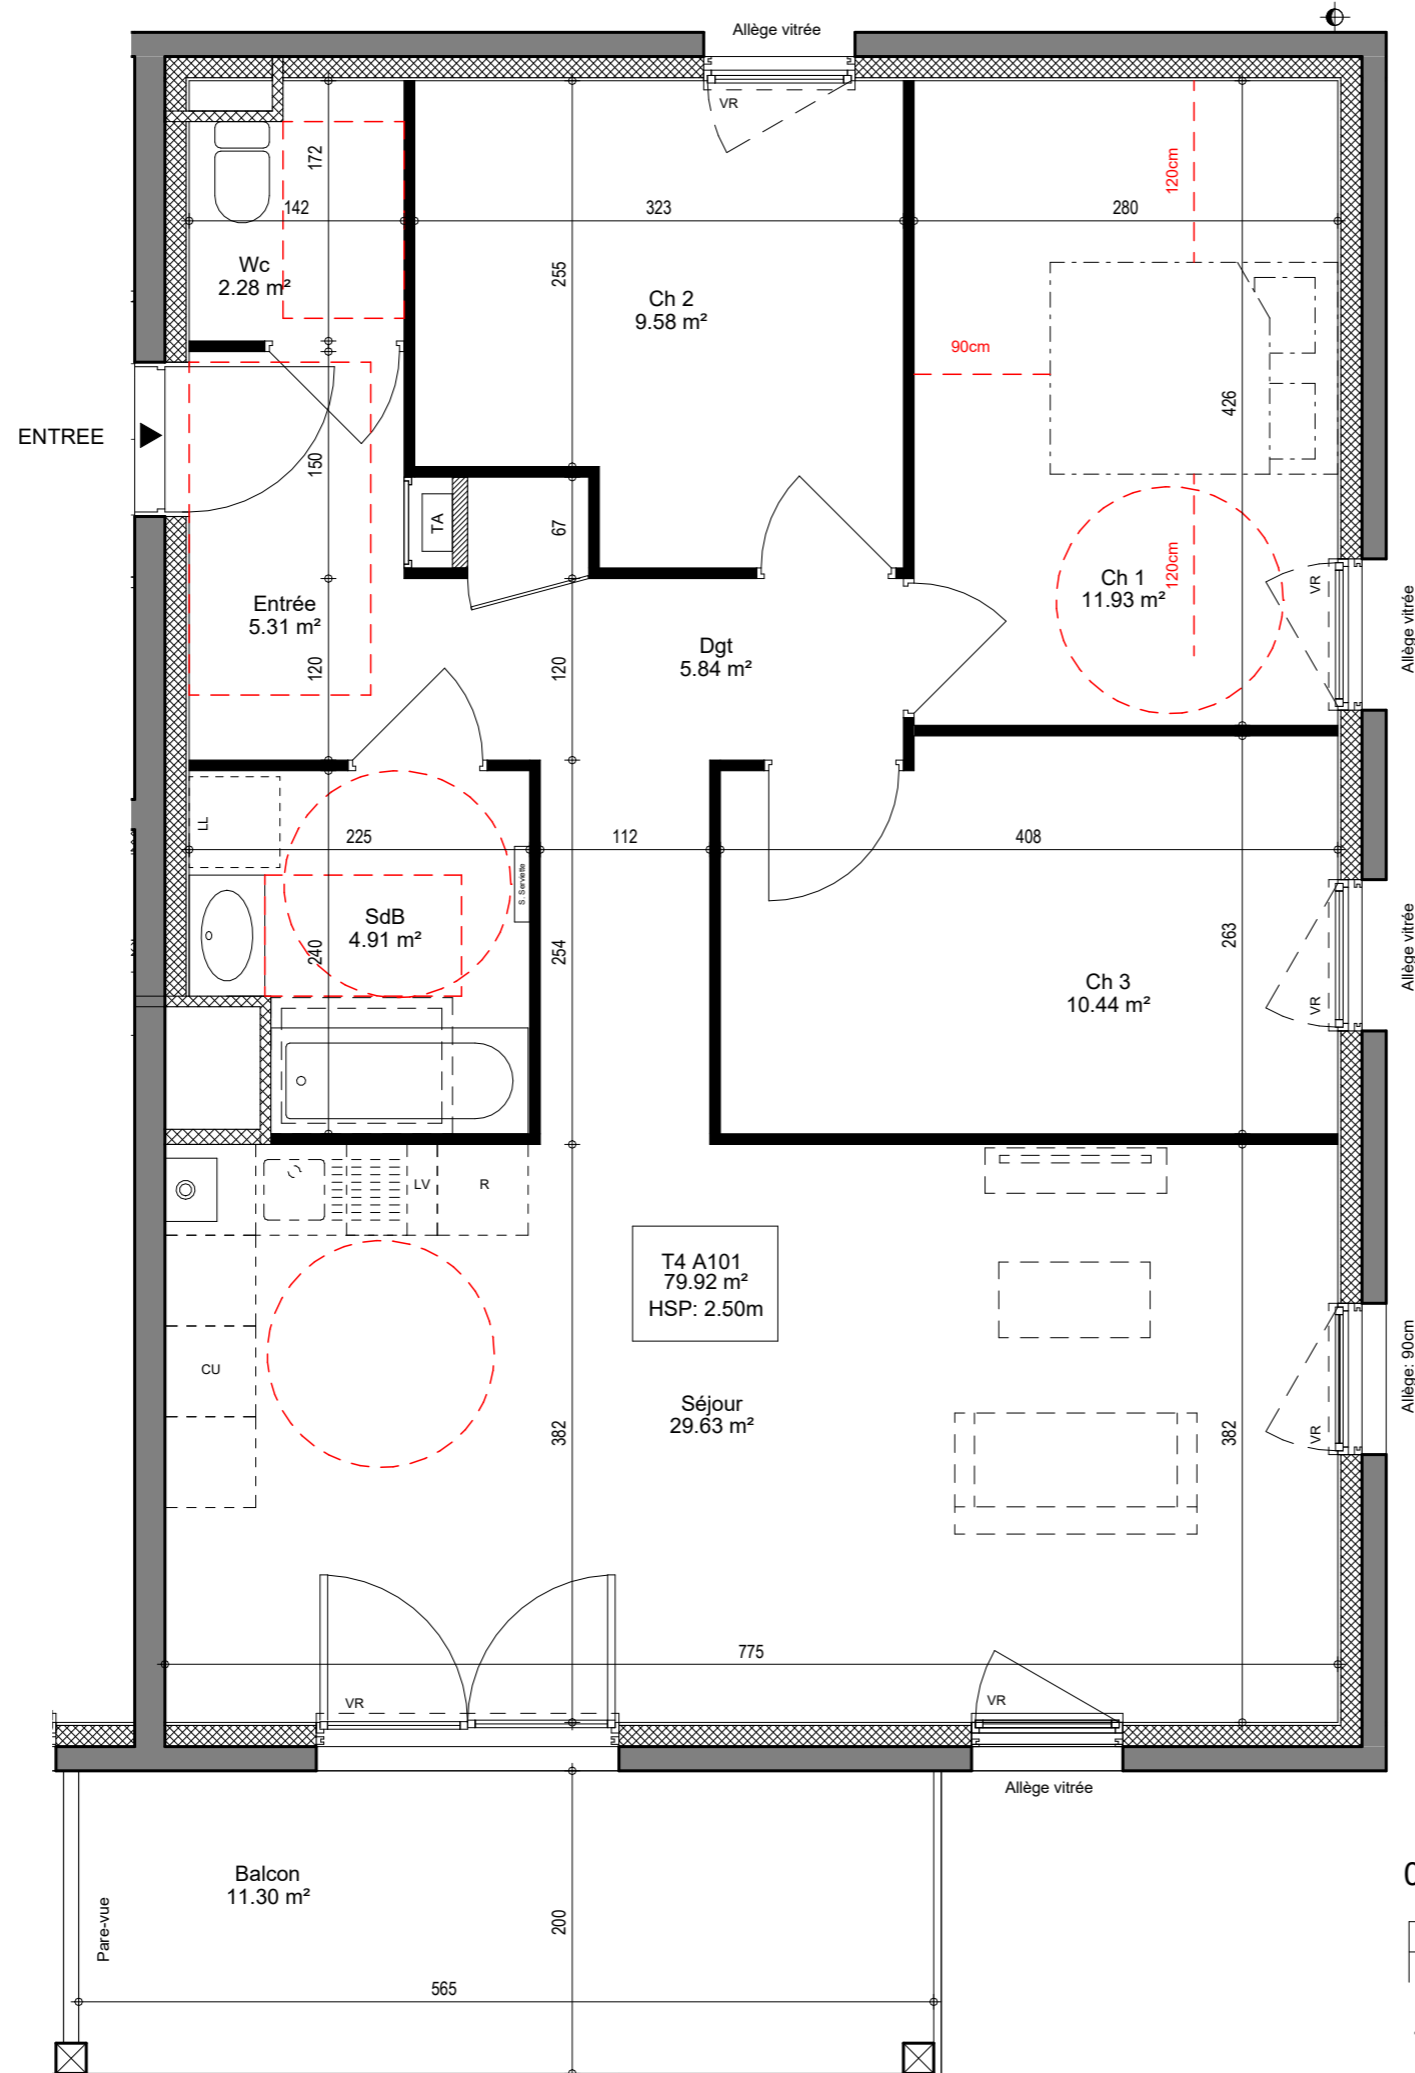 Allège vitrée
VR
120cm
172
142
323
280
Wc
2.28 m²
255
Ch 2
9.58 m²
90cm
426
ENTREE
150
TA
67
120cm
Ch 1
11.93 m²
VR
Allège vitrée
Entrée
5.31 m²
120
120
Dgt
5.84 m²
LL
225
112
408
S. Serviette
SdB
4.91 m²
240
254
263
Allège vitrée
Ch 3
10.44 m²
VR
LV
R
T4 A101
79.92 m²
HSP: 2.50m
CU
Séjour
29.63 m²
382
382
VR
Allège: 90cm
775
VR
VR
Allège vitrée
Balcon
11.30 m²
Pare-vue
200
565
0